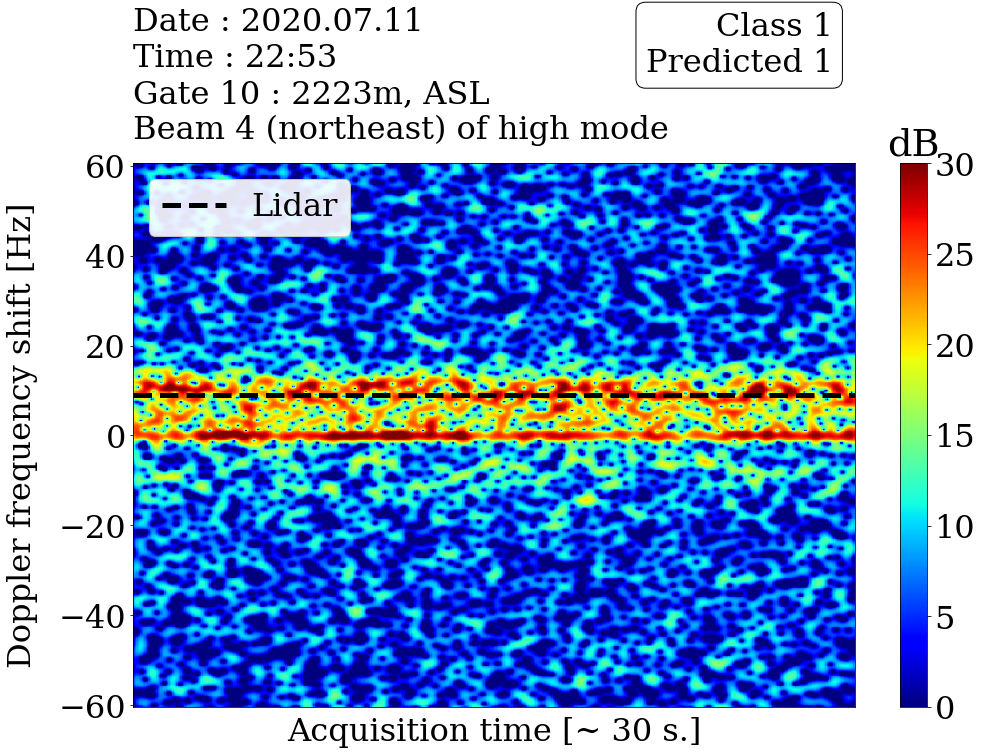 Date : 2020.07.11
Time : 22:53
Gate 10 : 2223m, ASL
Beam 4 (northeast) of high mode
Class 1
Predicted 1
dB
60
40
20
0
−20
−40
−60
Doppler frequency shift [Hz]
Lidar
30
25
20
15
10
5
0
Acquisition time [~ 30 s.]